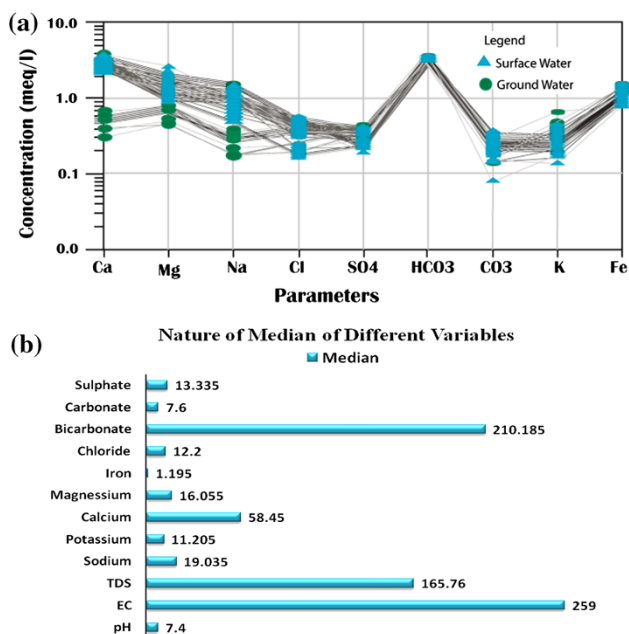 (a)
10.0
1.0
0.1
0.0
Concentration (meq/l)
Legend
Surface Water
Ground Water
Ca Mg Na Cl SO4 HCO3 CO3 K Fe
Parameters
(b)
Nature of Median of Different Variables
Median
Sulphate 13.335
Carbonate 7.6
Bicarbonate 210.185
Chloride 12.2
Iron 1.195
Magnessium 16.055
Calcium 58.45
Potassium 11.205
Sodium 19.035
TDS 165.76
EC 259
pH 7.4